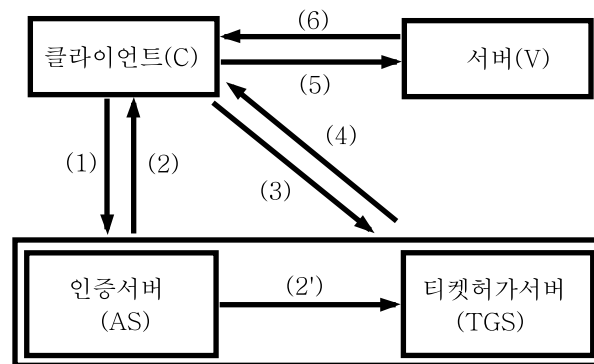 (6)
클라이언트(C)
서버(V)
(5)
(4)
(1)
(2)
(3)
인증서버
(AS)
(2')
티켓허가서버
(TGS)